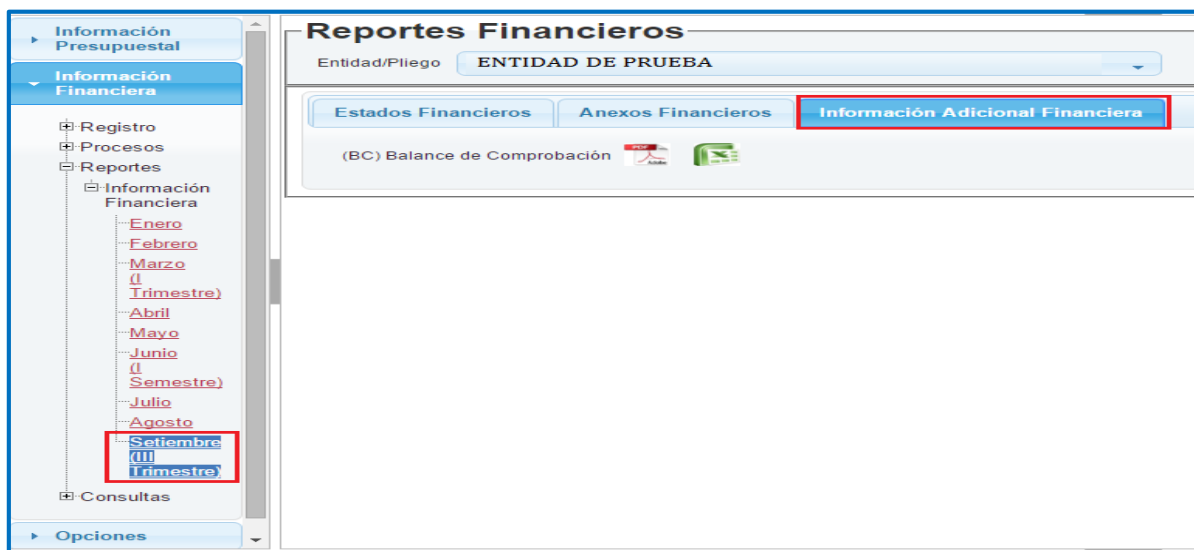 Información
Presupuestal
Información
Financiera
Registro
Procesos
Reportes
Información
Financiera
Enero
Febrero
Marzo
(I
Trimestre)
Abril
Mayo
Junio
(I
Semestre)
Julio
Agosto
Setiembre
(III
Trimestre)
Consultas
Opciones
Reportes Financieros
Entidad/Pliego ENTIDAD DE PRUEBA
Estados Financieros Anexos Financieros Información Adicional Financiera
(BC) Balance de Comprobación PDF Adobe